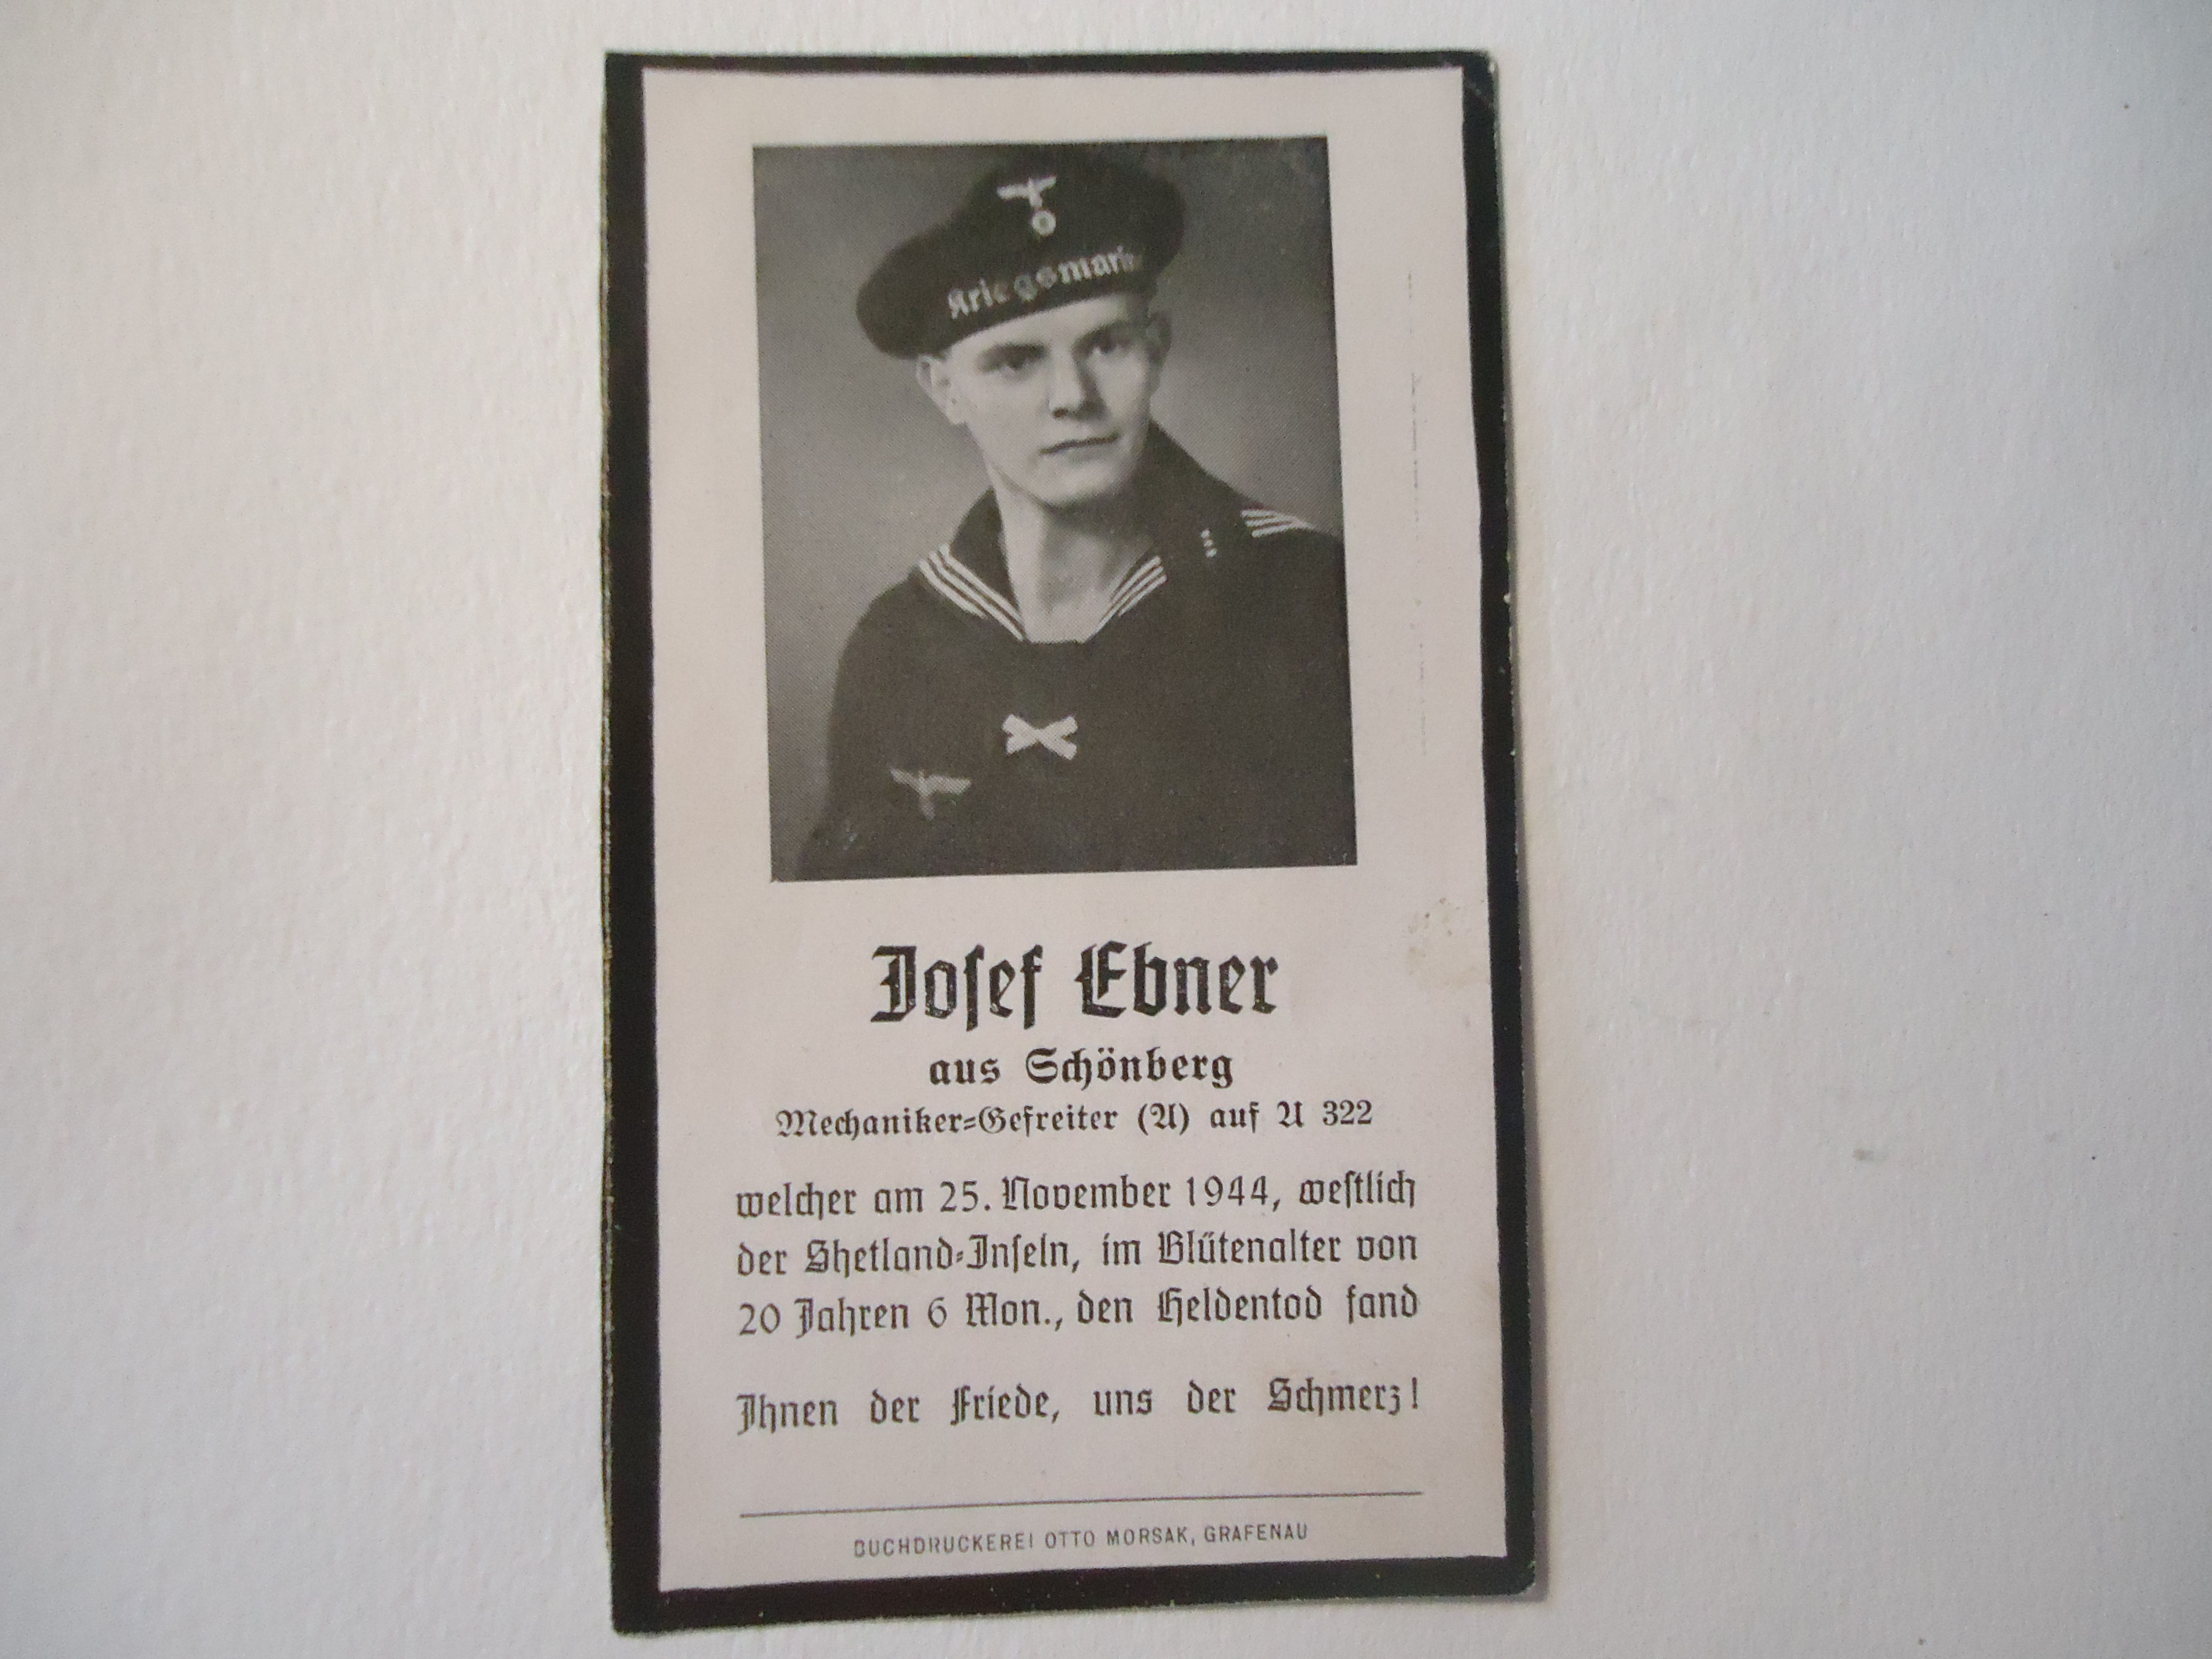 Kriegsmarine
Josef Ebner
aus Schönberg
Mechaniker=Gefreiter (A) auf U 322
welcher am 25. November 1944, westlich
der Shetland=Inseln, im Blütenalter von
20 Jahren 6 Mon., den Heldentod fand
Ihnen der Friede, uns der Schmerz!
BUCHDRUCKEREI OTTO MORSAK, GRAFENAU